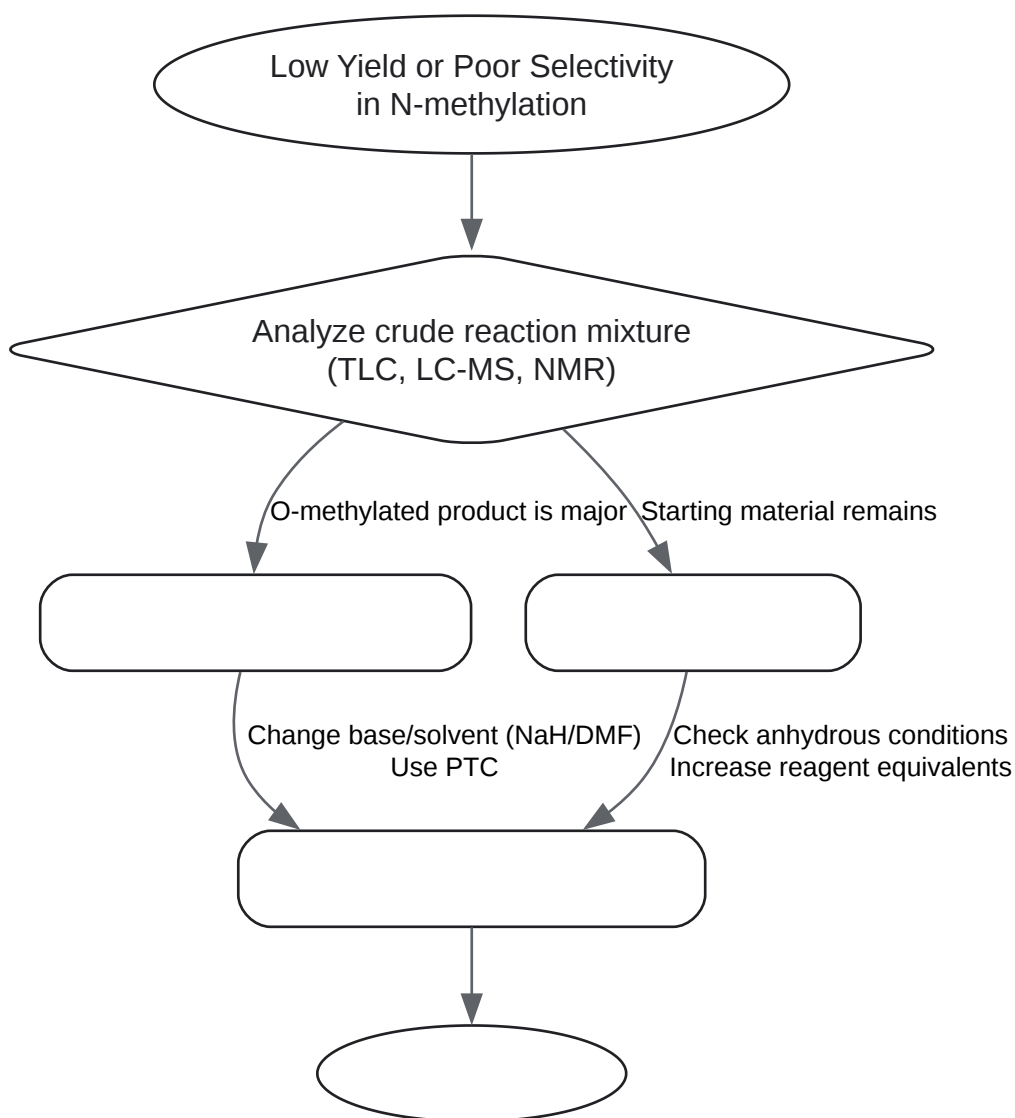 Low Yield or Poor Selectivity
in N-methylation
Analyze crude reaction mixture
(TLC, LC-MS, NMR)
O-methylated product is major
Starting material remains
Change base/solvent (NaH/DMF)
Use PTC
Check anhydrous conditions
Increase reagent equivalents